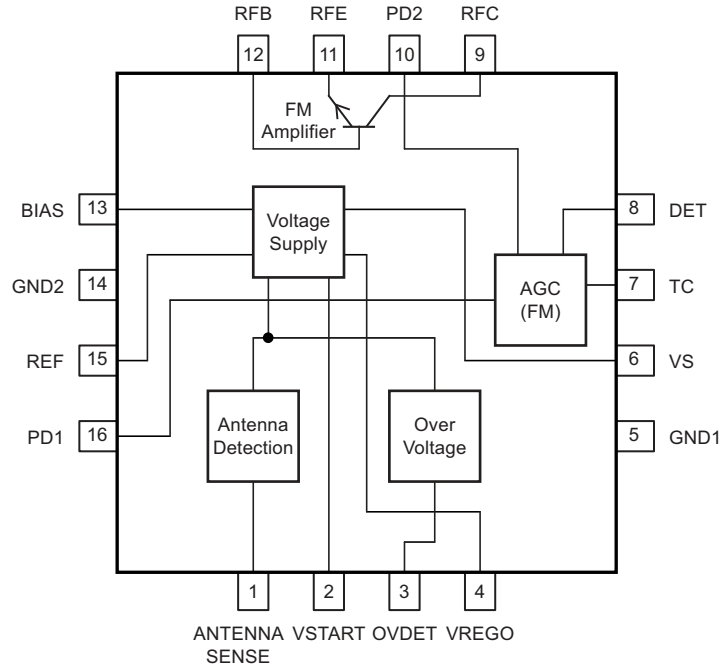 RFB RFE PD2 RFC
12 11 10 9
FM
Amplifier
BIAS 13
Voltage
Supply
8 DET
GND2 14
AGC
(FM)
7 TC
REF 15
6 VS
PD1 16
Antenna
Detection
Over
Voltage
5 GND1
1 2 3 4
ANTENNA VSTART OVDET VREGO
SENSE